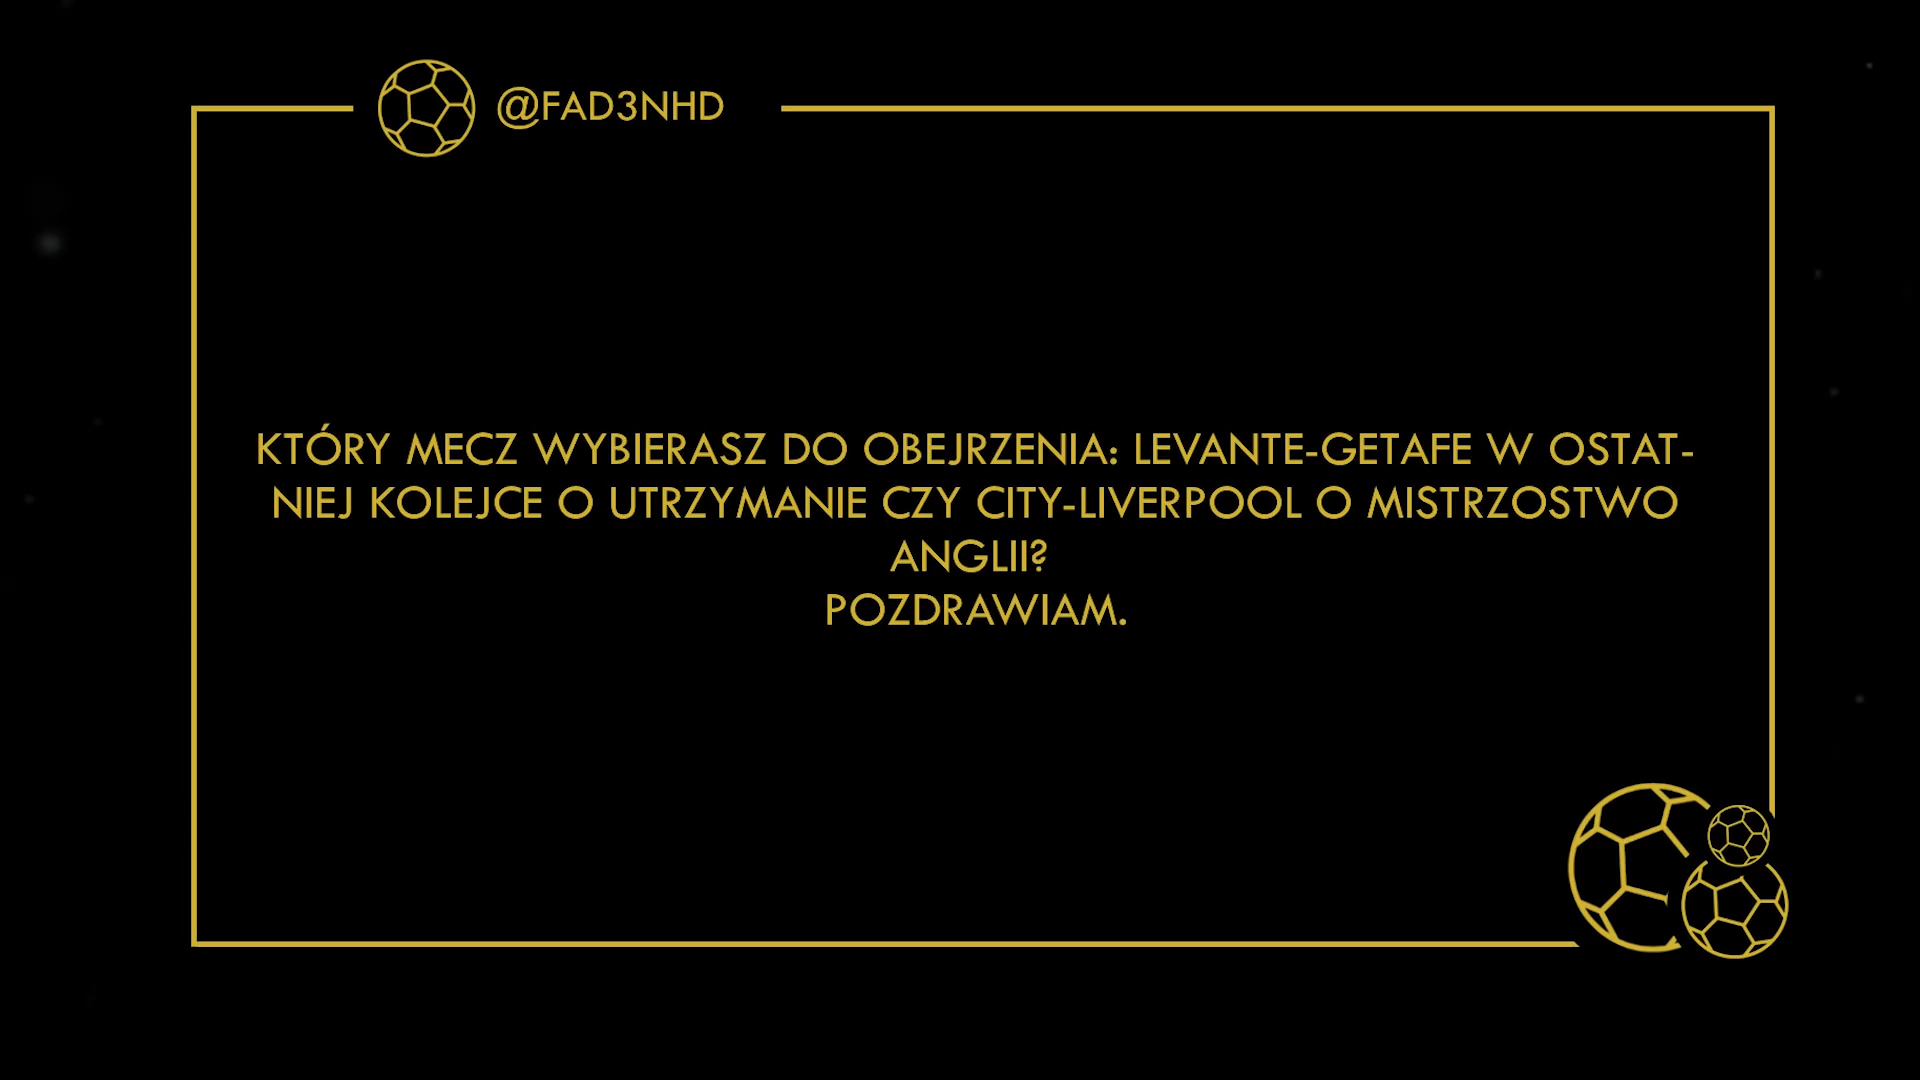 @FAD3NHD
KTÓRY MECZ WYBIERASZ DO OBEJRZENIA: LEVANTE-GETAFE W OSTAT-
NIEJ KOLEJCE O UTRZYMANIE CZY CITY-LIVERPOOL O MISTRZOSTWO
ANGLII?
POZDRAWIAM.